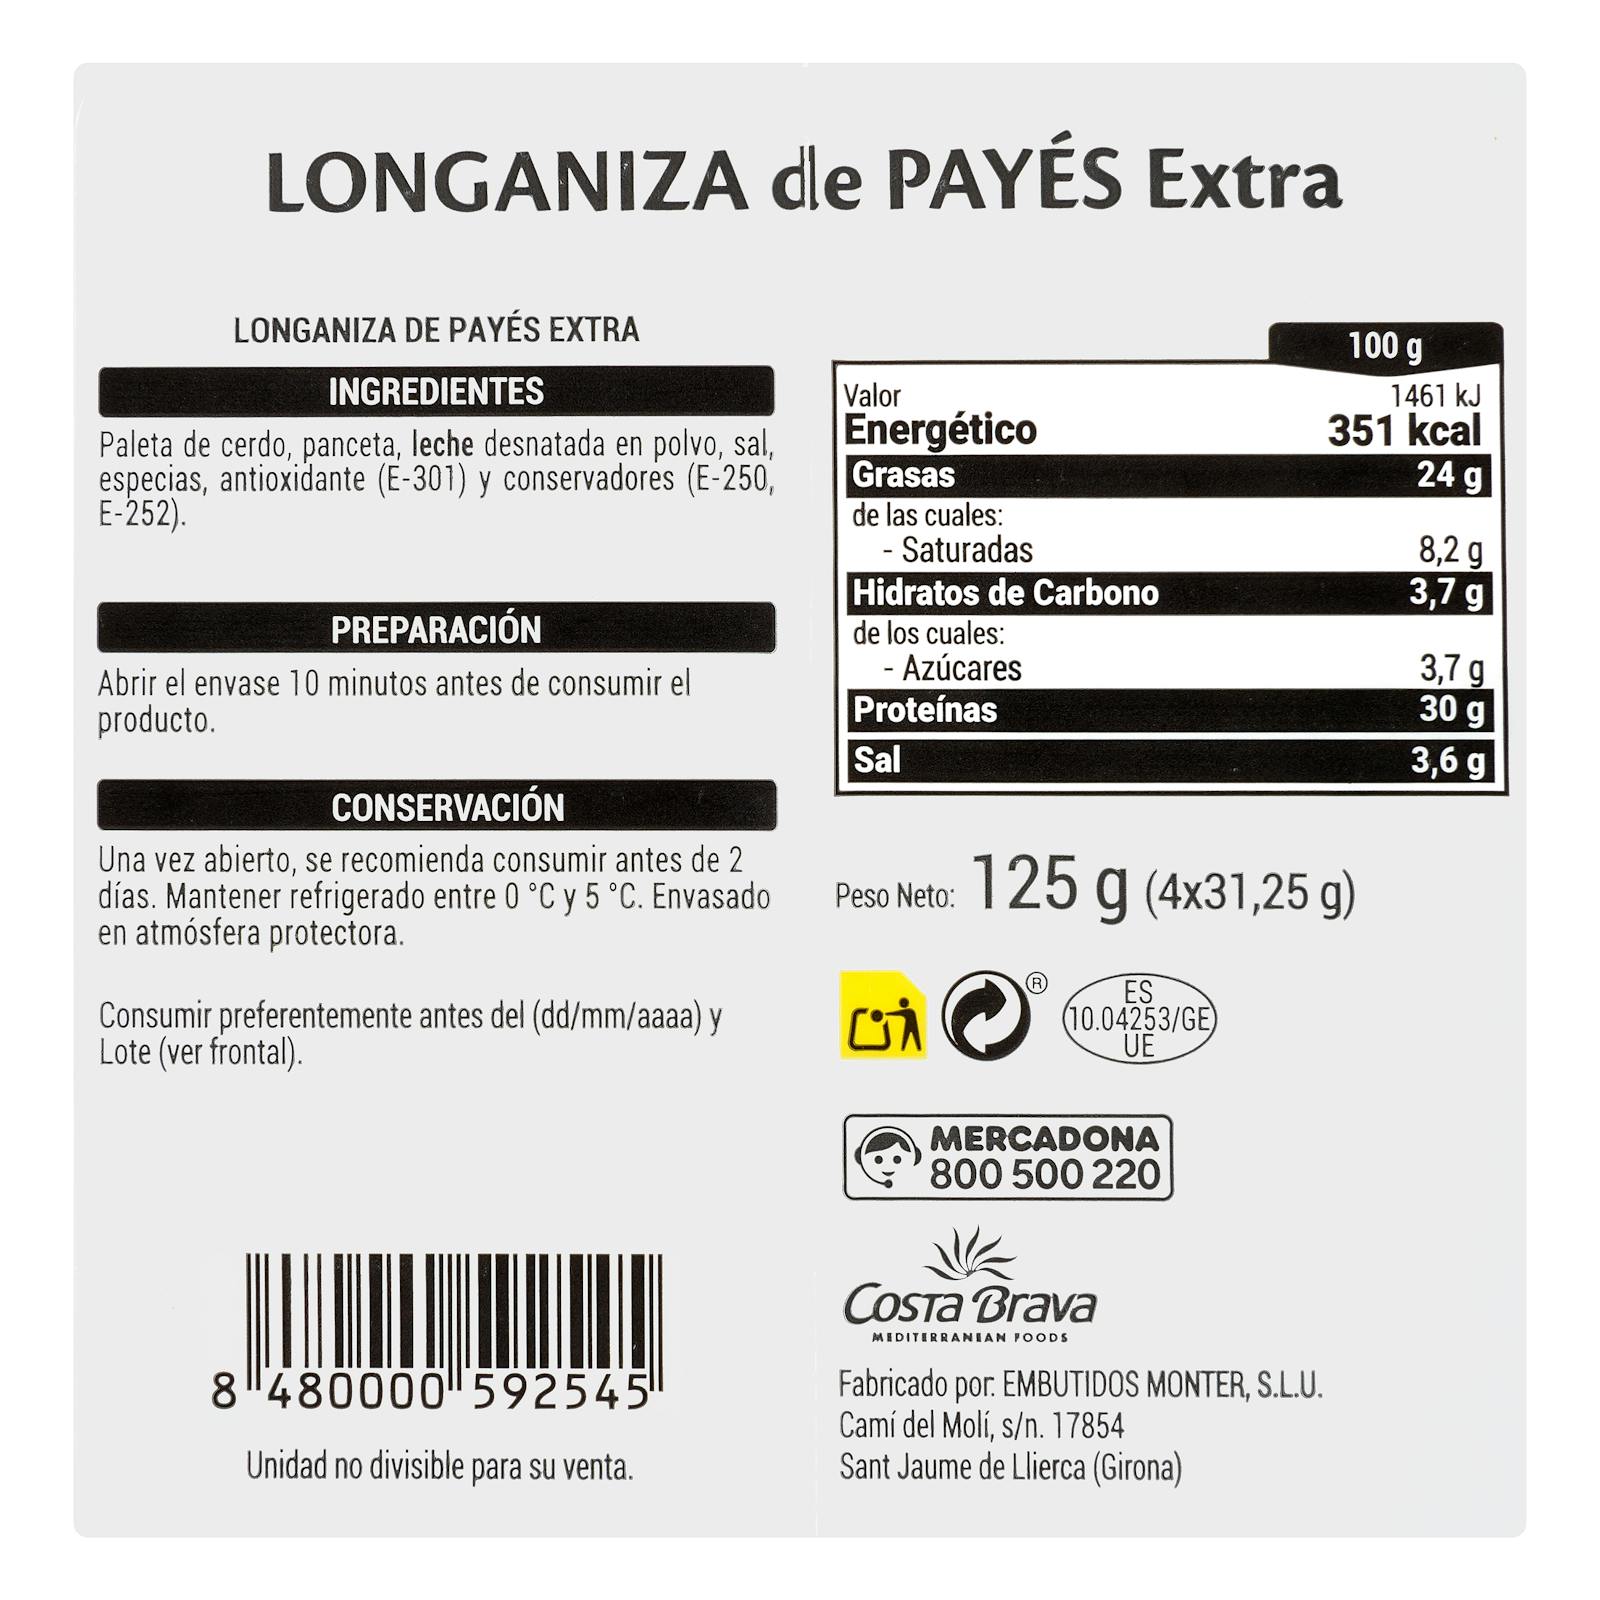 LONGANIZA de PAYÉS Extra
LONGANIZA DE PAYÉS EXTRA
INGREDIENTES
Paleta de cerdo, panceta, leche desnatada en polvo, sal,
especias, antioxidante (E-301) y conservadores (E-250,
E-252).
PREPARACIÓN
Abrir el envase 10 minutos antes de consumir el
producto.
CONSERVACIÓN
Una vez abierto, se recomienda consumir antes de 2
días. Mantener refrigerado entre 0 °C y 5 °C. Envasado
en atmósfera protectora.
Consumir preferentemente antes del (dd/mm/aaaa) y
Lote (ver frontal).
8 480000 592545
Unidad no divisible para su venta.
100 g
Valor 1461 kJ
Energético 351 kcal
Grasas 24 g
de las cuales:
- Saturadas 8,2 g
Hidratos de Carbono 3,7 g
de los cuales:
- Azúcares 3,7 g
Proteínas 30 g
Sal 3,6 g
Peso Neto: 125 g (4x31,25 g)
®
ES
10.04253/GE
UE
MERCADONA
800 500 220
Costa Brava
MEDITERRANEAN FOODS
Fabricado por: EMBUTIDOS MONTER, S.L.U.
Camí del Molí, s/n. 17854
Sant Jaume de Llierca (Girona)